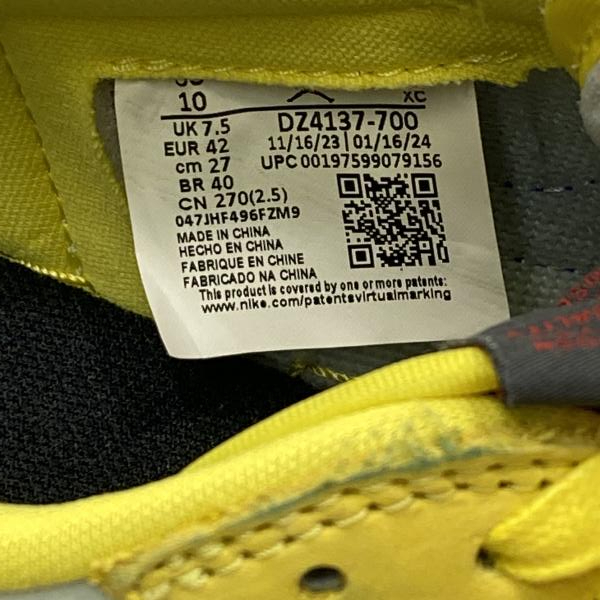 10 XC
UK 7.5 DZ4137-700
EUR 42 11/16/23 | 01/16/24
cm 27 UPC 00197599079156
BR 40
CN 270(2.5)
047JHF496FZM9
MADE IN CHINA
HECHO EN CHINA
FABRIQUE EN CHINE
FABRICADO NA CHINA
This product is covered by one or more patents:
www.nike.com/patentsvirtualmarking